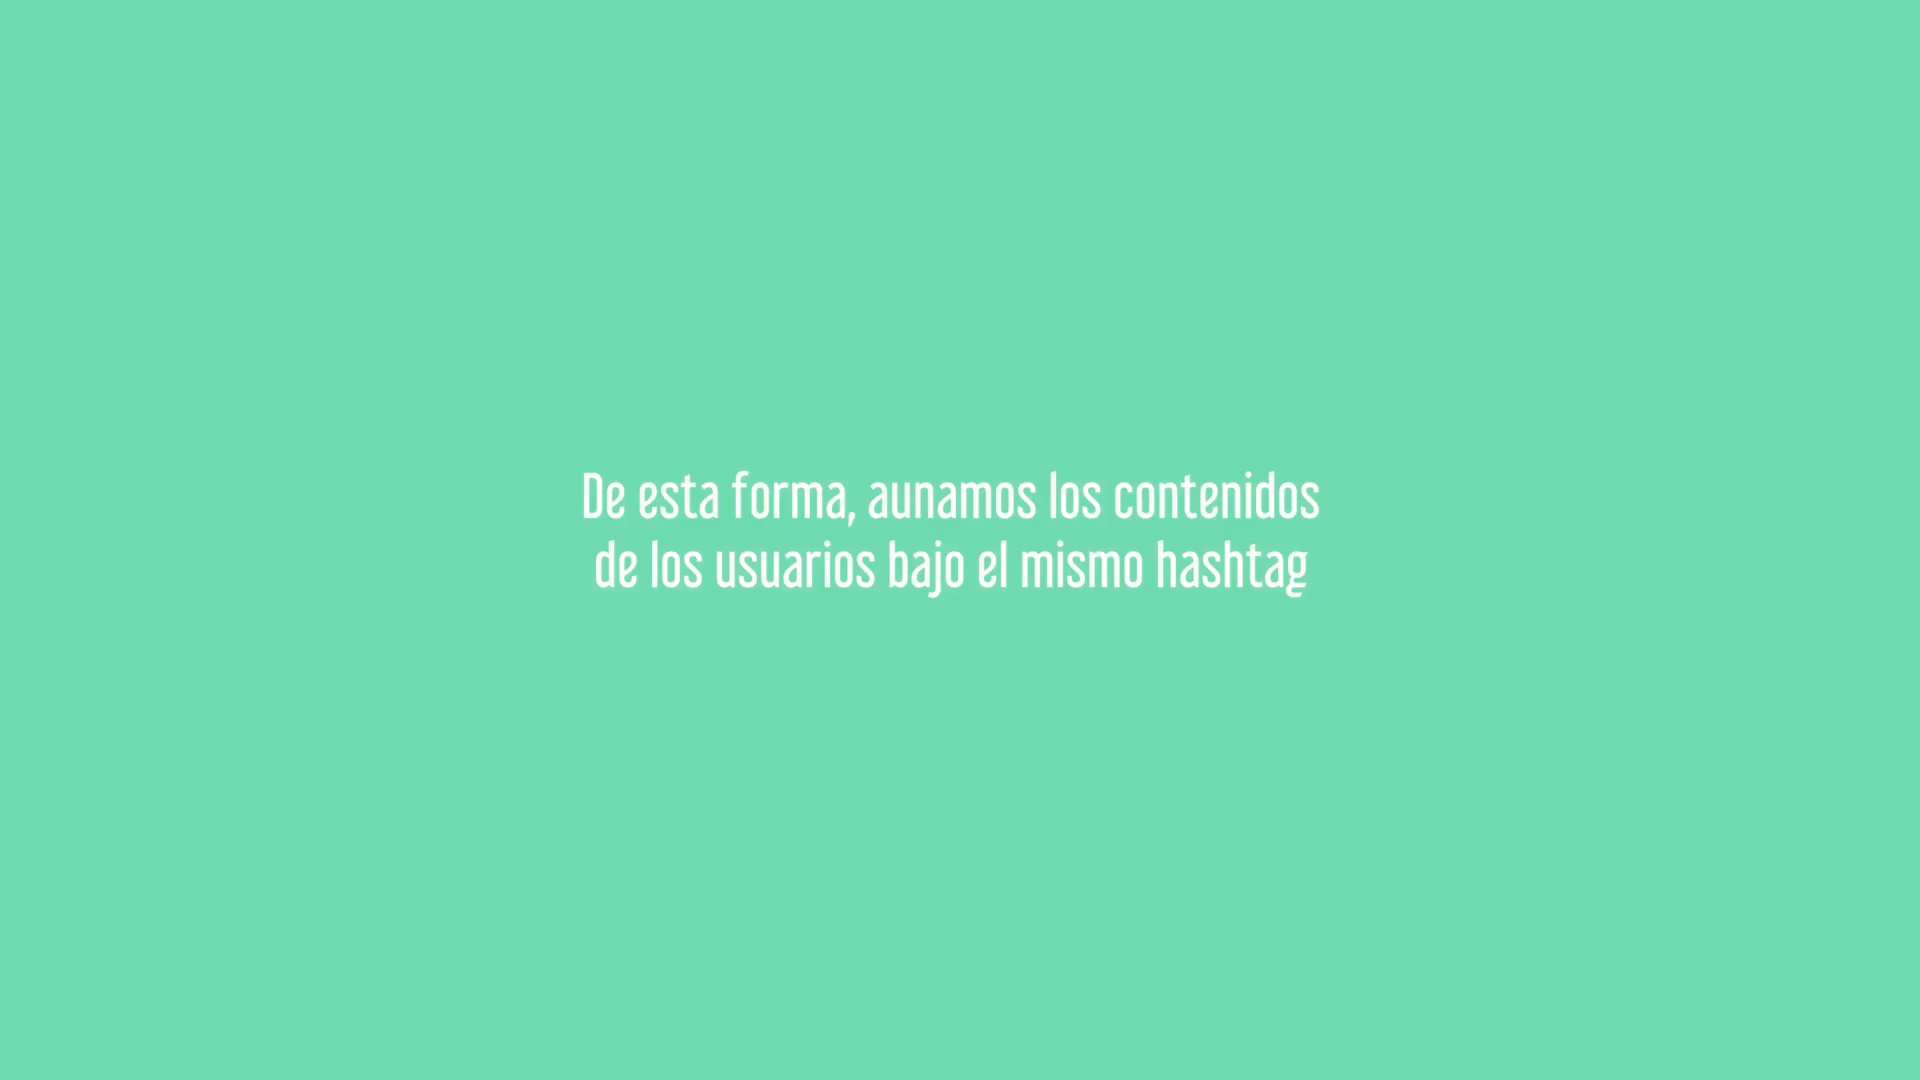 De esta forma, aunamos los contenidos
de los usuarios bajo el mismo hashtag